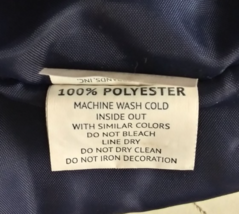 100% POLYESTER
MACHINE WASH COLD
INSIDE OUT
WITH SIMILAR COLORS
DO NOT BLEACH
LINE DRY
DO NOT DRY CLEAN
DO NOT IRON DECORATION